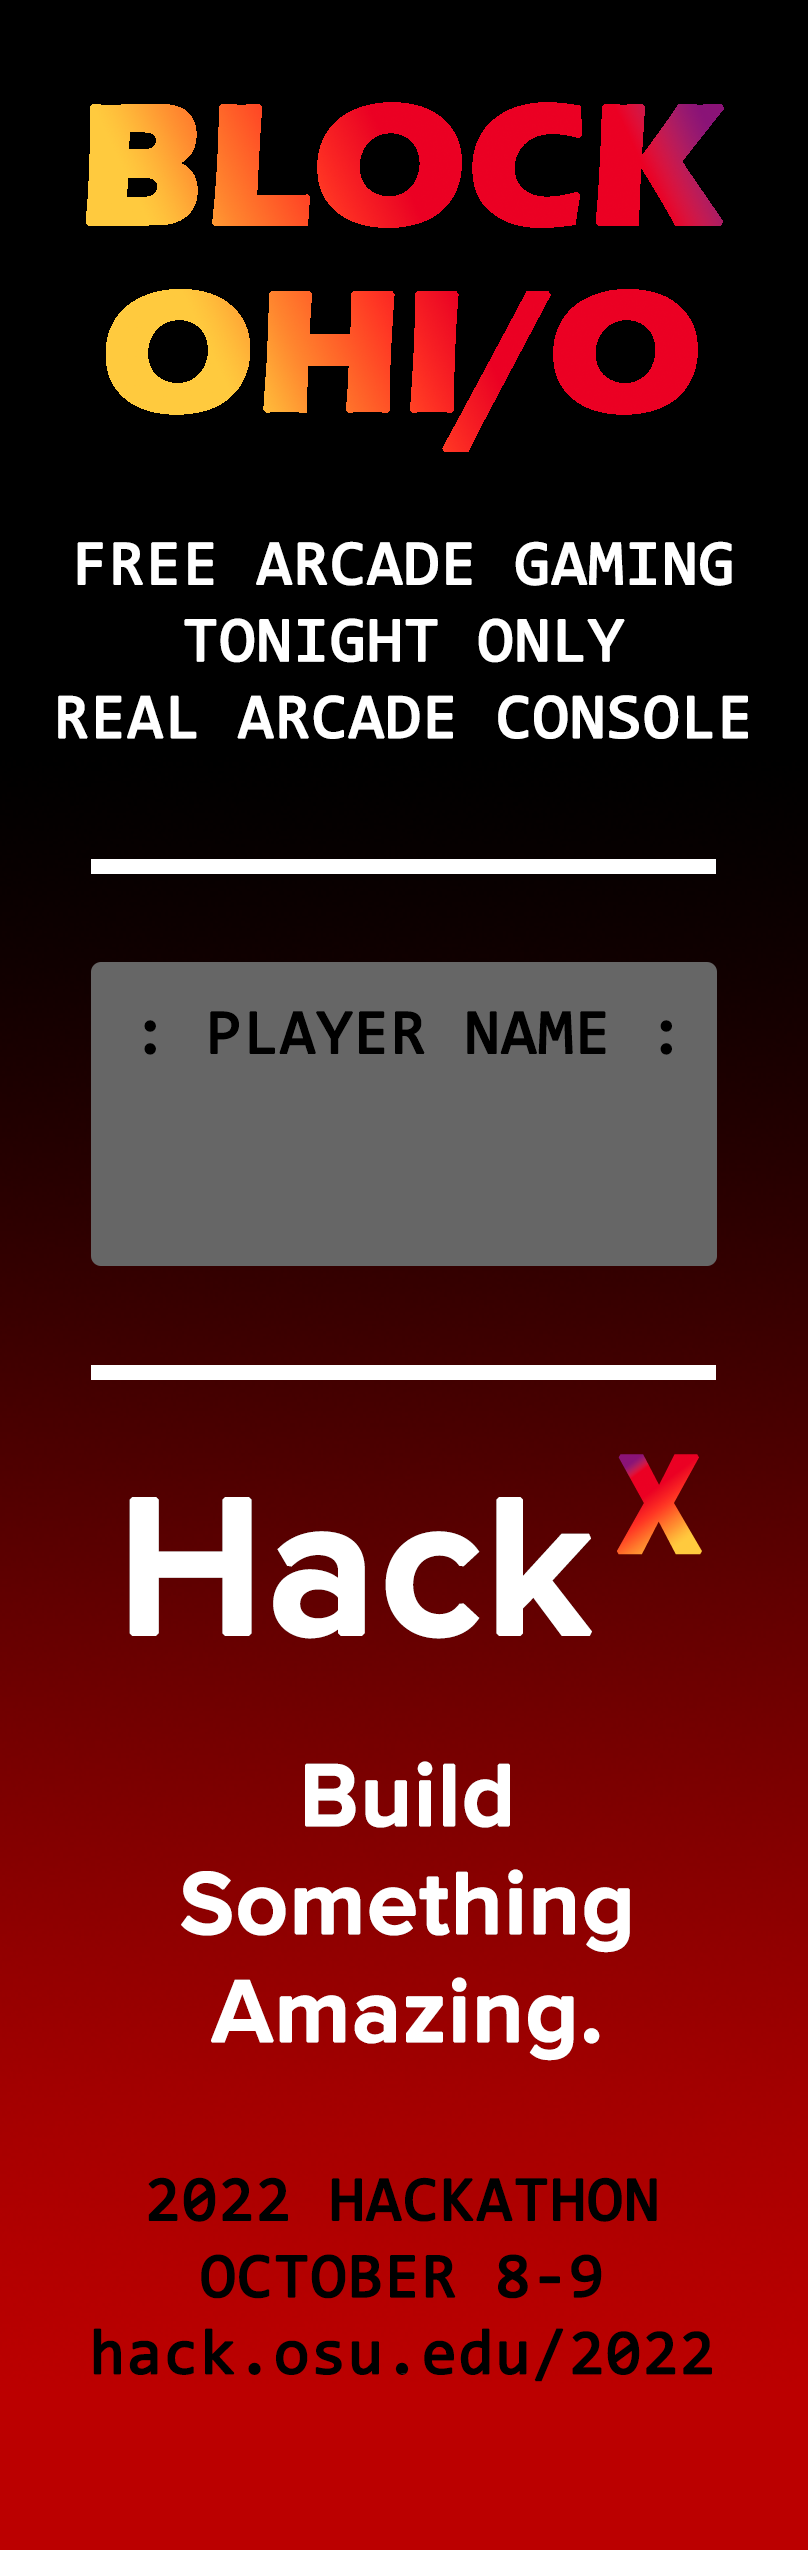 BLOCK
OHI/O
FREE ARCADE GAMING
TONIGHT ONLY
REAL ARCADE CONSOLE
: PLAYER NAME :
Hack X
Build
Something
Amazing.
2022 HACKATHON
OCTOBER 8-9
hack.osu.edu/2022